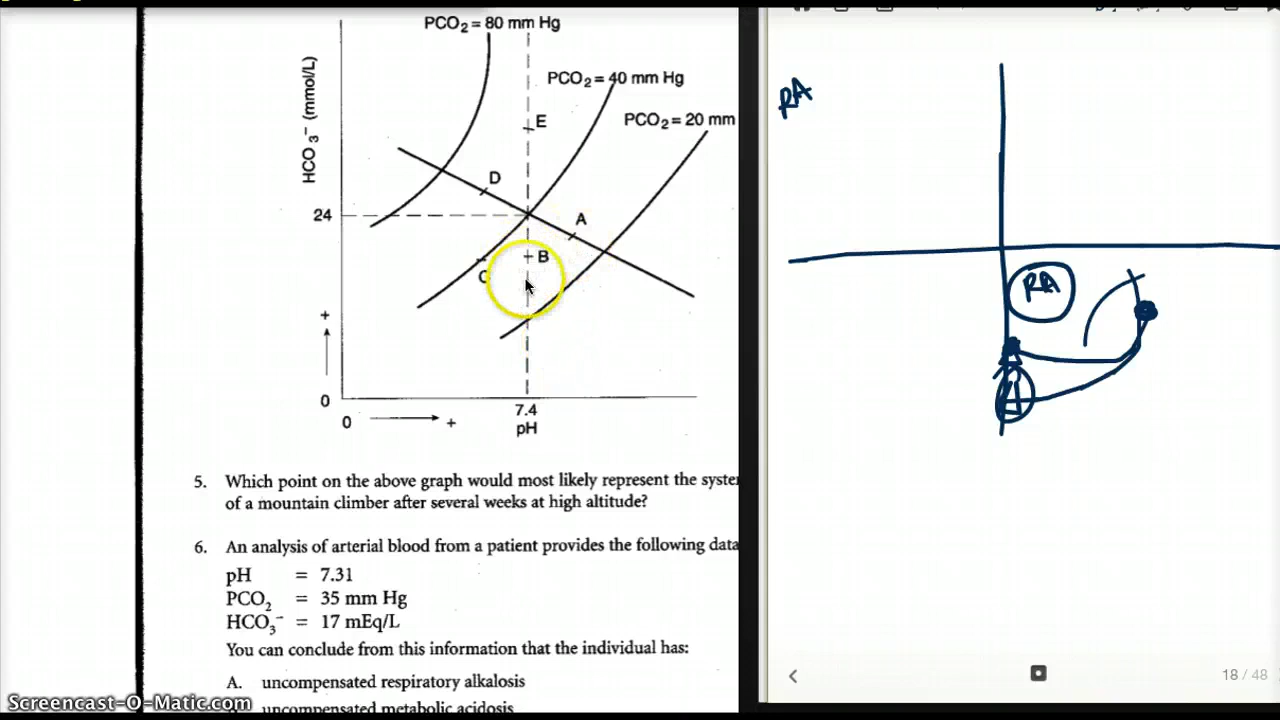 PCO2 = 80 mm Hg
PCO2 = 40 mm Hg
PCO2 = 20 mm
HCO3− (mmol/L)
E
D
A
24
B
C
+
0
7.4
0
+
pH
5. Which point on the above graph would most likely represent the syste
of a mountain climber after several weeks at high altitude?
6. An analysis of arterial blood from a patient provides the following data
pH = 7.31
PCO2 = 35 mm Hg
HCO3− = 17 mEq/L
You can conclude from this information that the individual has:
A. uncompensated respiratory alkalosis
uncompensated metabolic acidosis
RA
RA
18 / 48
Screencast-O-Matic.com